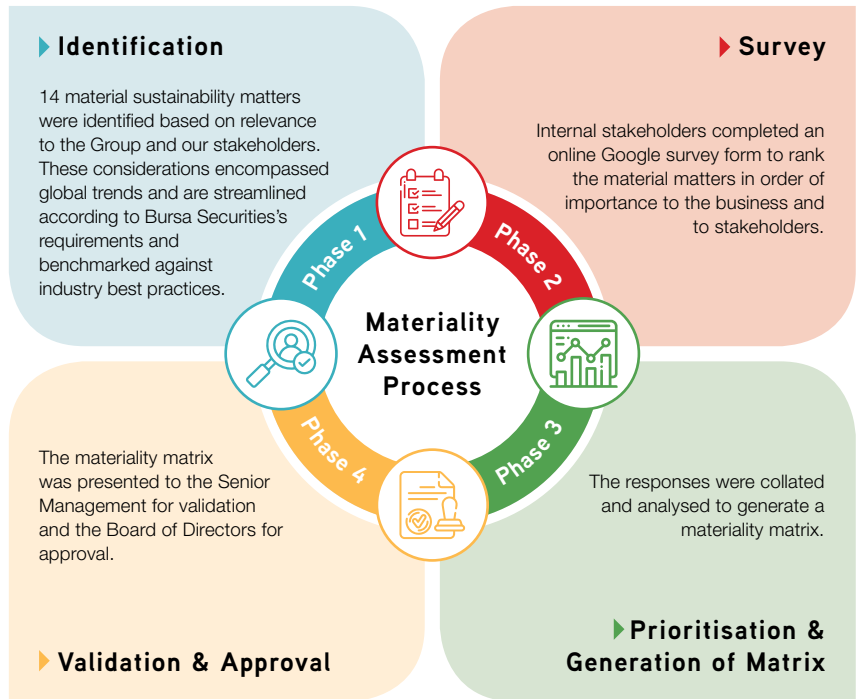 Identification
14 material sustainability matters
were identified based on relevance
to the Group and our stakeholders.
These considerations encompassed
global trends and are streamlined
according to Bursa Securities's
requirements and
benchmarked against
industry best practices.
Survey
Internal stakeholders completed an
online Google survey form to rank
the material matters in order of
importance to the business and
to stakeholders.
Phase 1
Phase 2
Materiality
Assessment
Process
Phase 4
Phase 3
The materiality matrix
was presented to the Senior
Management for validation
and the Board of Directors for
approval.
Validation & Approval
The responses were collated
and analysed to generate a
materiality matrix.
Prioritisation &
Generation of Matrix